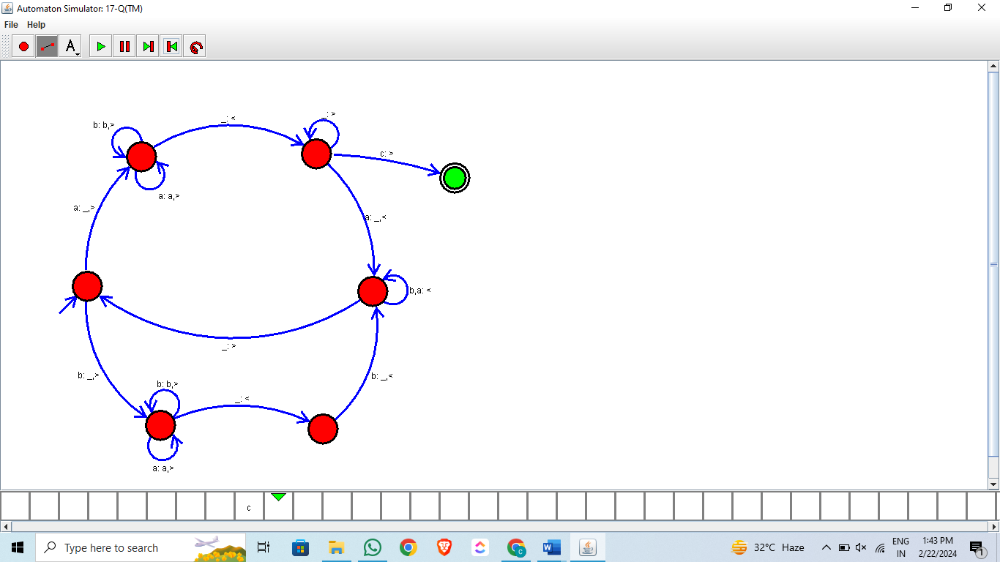 Automaton Simulator: 17-Q(TM)
File Help
A
_: <
_: >
b: b,>
c: >
a: a,>
a: _,>
a: _,<
b,a: <
_: >
b: _,>
b: _,<
b: b,>
_: <
a: a,>
c
Type here to search
32°C Haze
ENG
IN
1:43 PM
2/22/2024
1